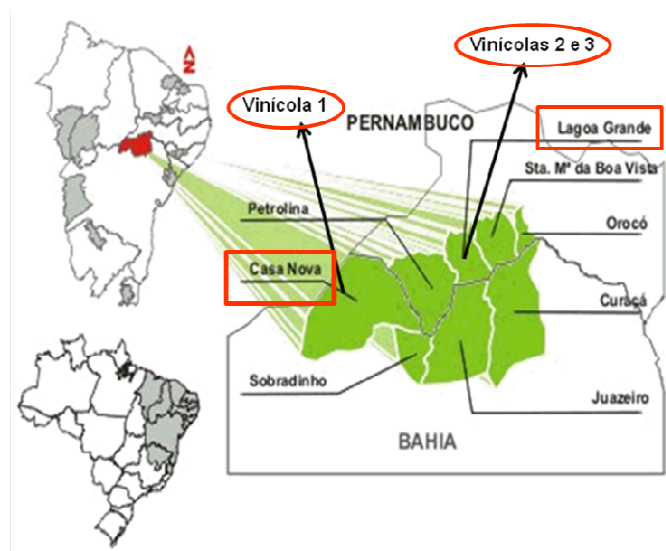 Vinícolas 2 e 3
Vinícola 1
N
PERNAMBUCO
Lagoa Grande
Sta. Mª da Boa Vista
Petrolina
Orocó
Casa Nova
Curaçá
Sobradinho
Juazeiro
BAHIA